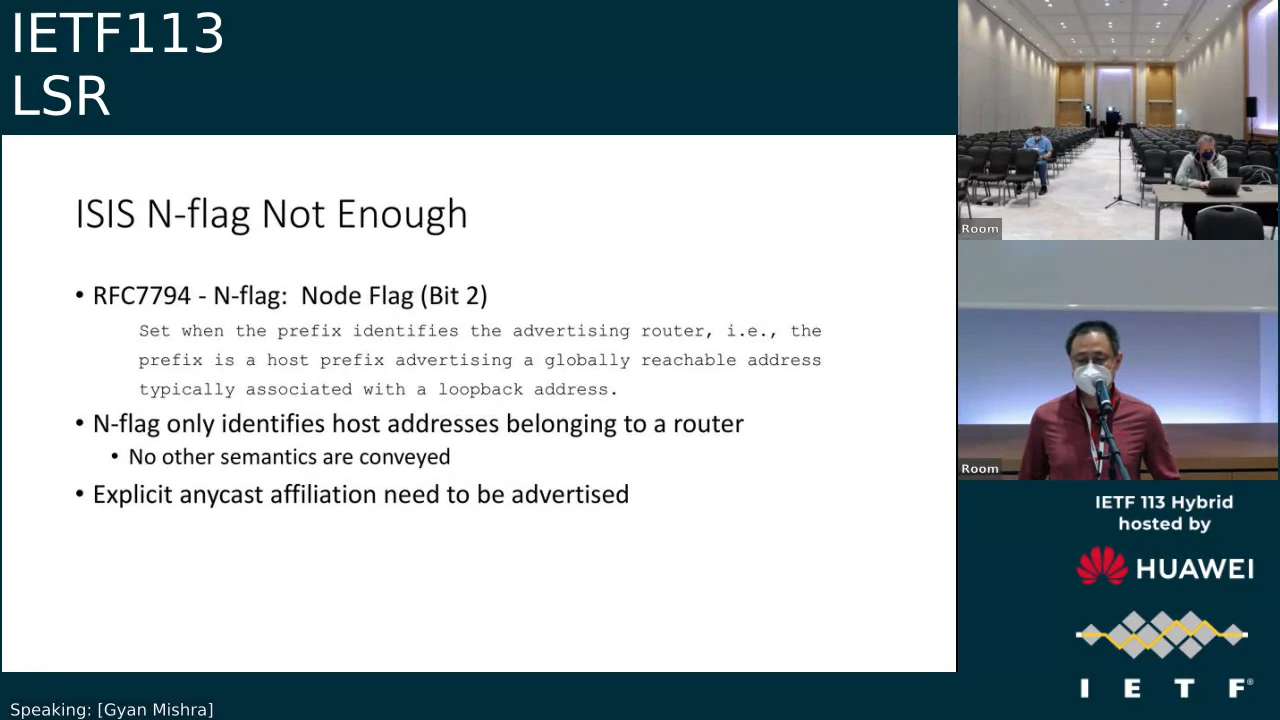 IETF113
LSR
ISIS N-flag Not Enough
• RFC7794 - N-flag:  Node Flag (Bit 2)
Set when the prefix identifies the advertising router, i.e., the
prefix is a host prefix advertising a globally reachable address
typically associated with a loopback address.
• N-flag only identifies host addresses belonging to a router
• No other semantics are conveyed
• Explicit anycast affiliation need to be advertised
Room
Room
IETF 113 Hybrid
hosted by
HUAWEI
I E T F®
Speaking: [Gyan Mishra]